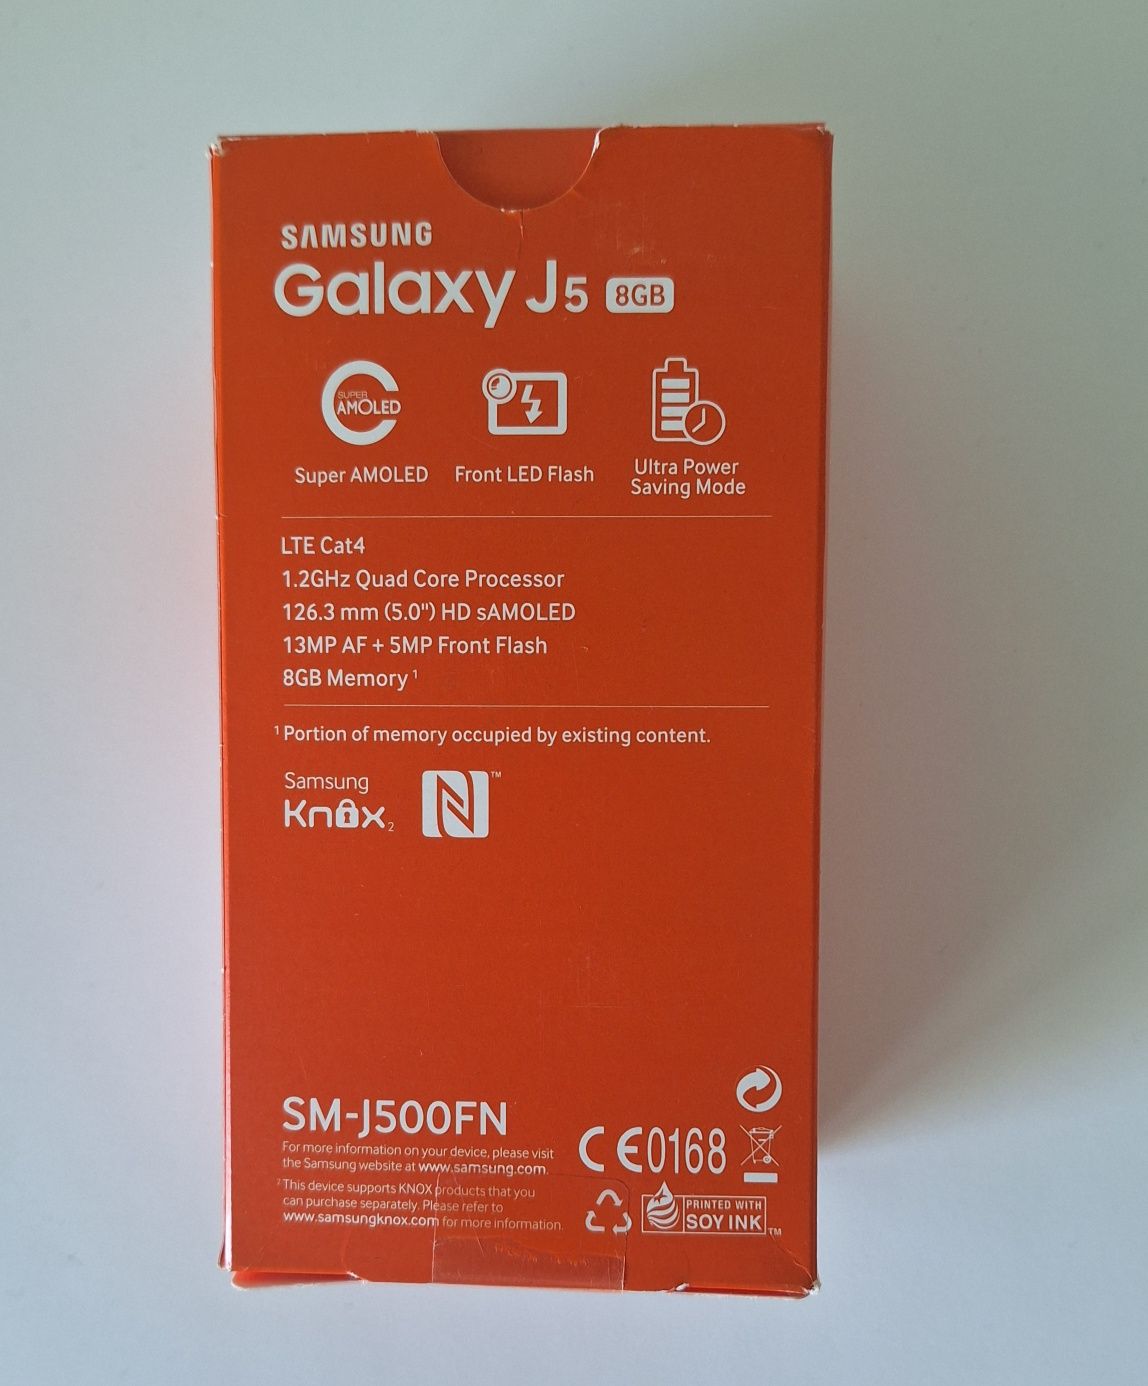 SAMSUNG
Galaxy J5 8GB
SUPER
AMOLED
Super AMOLED
Front LED Flash
Ultra Power
Saving Mode
LTE Cat4
1.2GHz Quad Core Processor
126.3 mm (5.0") HD sAMOLED
13MP AF + 5MP Front Flash
8GB Memory ¹
¹ Portion of memory occupied by existing content.
Samsung
Knox₂
N™
SM-J500FN
For more information on your device, please visit
the Samsung website at www.samsung.com.
²This device supports KNOX products that you
can purchase separately. Please refer to
www.samsungknox.com for more information.
CE0168
PRINTED WITH
SOY INK™